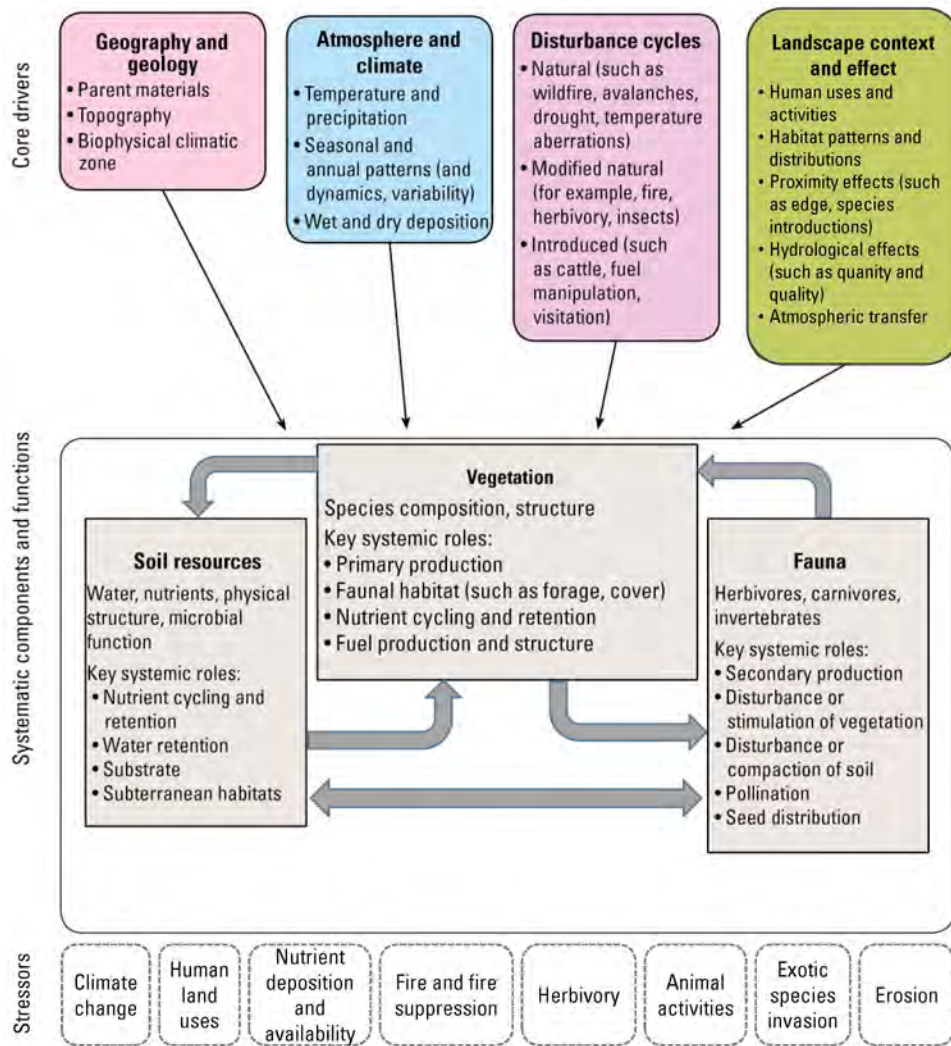 Core drivers
Geography and
geology
• Parent materials
• Topography
• Biophysical climatic
zone
Atmosphere and
climate
• Temperature and
precipitation
• Seasonal and
annual patterns (and
dynamics, variability)
• Wet and dry deposition
Disturbance cycles
• Natural (such as
wildfire, avalanches,
drought, temperature
aberrations)
• Modified natural
(for example, fire,
herbivory, insects)
• Introduced (such
as cattle, fuel
manipulation,
visitation)
Landscape context
and effect
• Human uses and
activities
• Habitat patterns and
distributions
• Proximity effects (such
as edge, species
introductions)
• Hydrological effects
(such as quanity and
quality)
• Atmospheric transfer
Systematic components and functions
Vegetation
Species composition, structure
Key systemic roles:
• Primary production
• Faunal habitat (such as forage, cover)
• Nutrient cycling and retention
• Fuel production and structure
Soil resources
Water, nutrients, physical
structure, microbial
function
Key systemic roles:
• Nutrient cycling and
retention
• Water retention
• Substrate
• Subterranean habitats
Fauna
Herbivores, carnivores,
invertebrates
Key systemic roles:
• Secondary production
• Disturbance or
stimulation of vegetation
• Disturbance or
compaction of soil
• Pollination
• Seed distribution
Stressors
Climate
change
Human
land
uses
Nutrient
deposition
and
availability
Fire and fire
suppression
Herbivory
Animal
activities
Exotic
species
invasion
Erosion